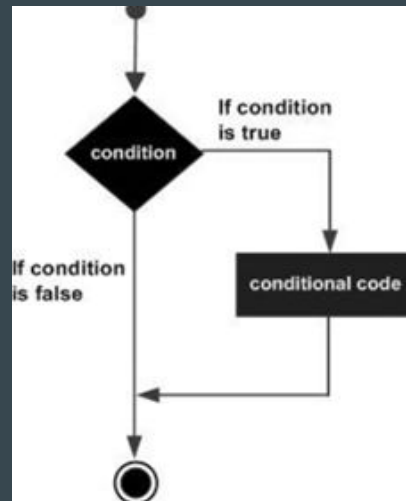 If condition
is true
condition
If condition
is false
conditional code